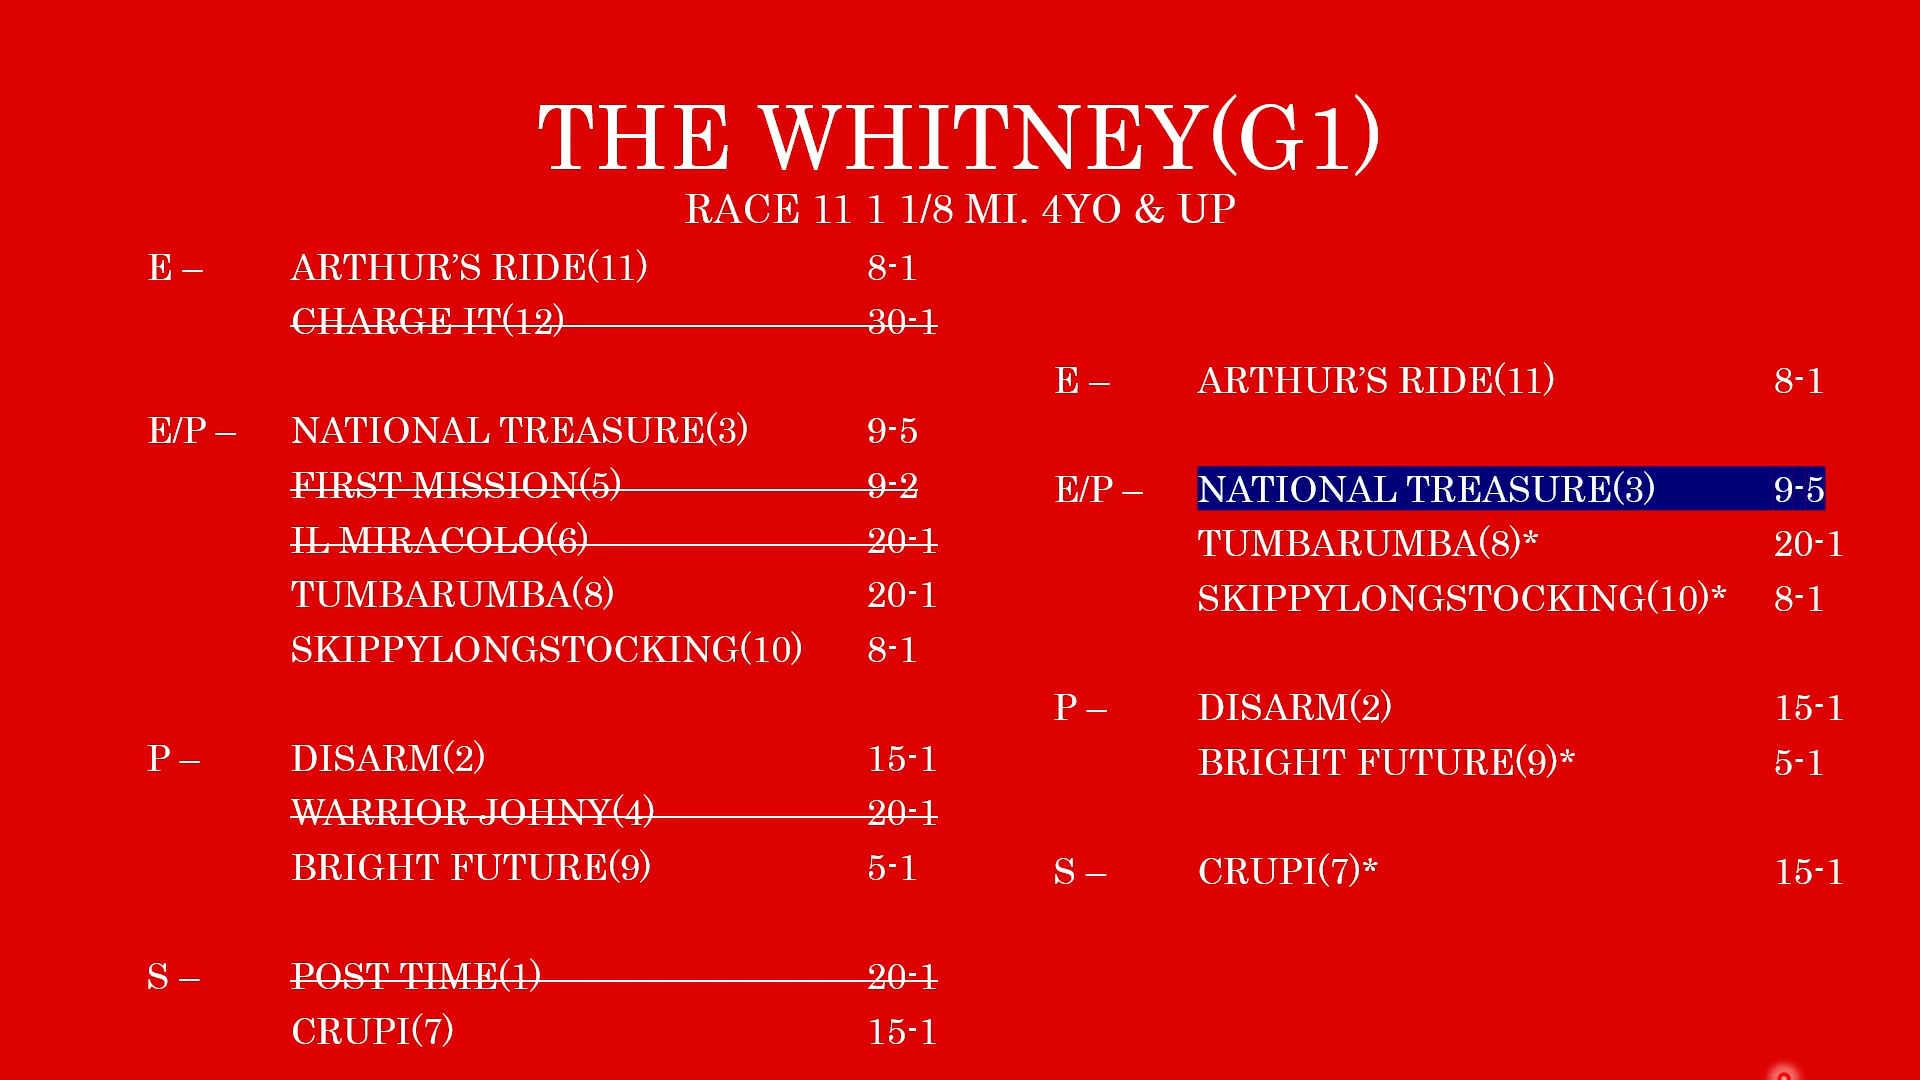 THE WHITNEY(G1)
RACE 11 1 1/8 MI. 4YO & UP
E – ARTHUR’S RIDE(11) 8-1
CHARGE IT(12) 30-1
E/P – NATIONAL TREASURE(3) 9-5
FIRST MISSION(5) 9-2
IL MIRACOLO(6) 20-1
TUMBARUMBA(8) 20-1
SKIPPYLONGSTOCKING(10) 8-1
P – DISARM(2) 15-1
WARRIOR JOHNY(4) 20-1
BRIGHT FUTURE(9) 5-1
S – POST TIME(1) 20-1
CRUPI(7) 15-1
E – ARTHUR’S RIDE(11) 8-1
E/P – NATIONAL TREASURE(3) 9-5
TUMBARUMBA(8)* 20-1
SKIPPYLONGSTOCKING(10)* 8-1
P – DISARM(2) 15-1
BRIGHT FUTURE(9)* 5-1
S – CRUPI(7)* 15-1